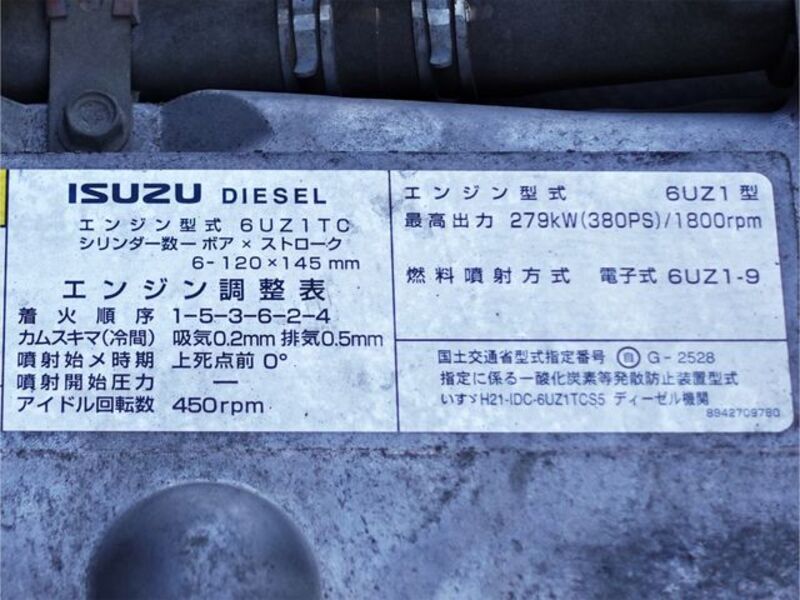 ISUZU DIESEL
エンジン型式 6UZ1TC
シリンダー数ーボア×ストローク
6-120×145mm
エンジン調整表
着火順序 1-5-3-6-2-4
カムスキマ(冷間) 吸気0.2mm 排気0.5mm
噴射始メ時期 上死点前 0°
噴射開始圧力 —
アイドル回転数 450rpm
エンジン型式 6UZ1型
最高出力 279kW(380PS)/1800rpm
燃料噴射方式 電子式 6UZ1-9
国土交通省型式指定番号 自 G-2528
指定に係る一酸化炭素等発散防止装置型式
いすゞH21-IDC-6UZ1TCS5 ディーゼル機関
8942709780